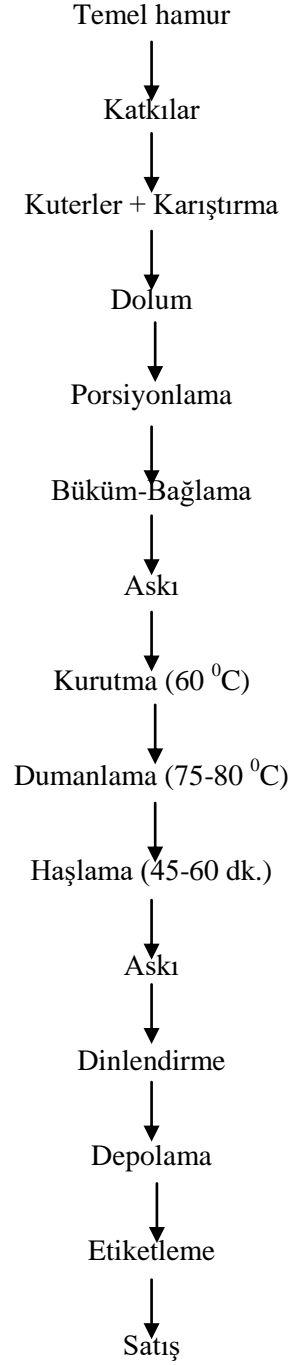 Temel hamur
Katkılar
Kuterler + Karıştırma
Dolum
Porsiyonlama
Büküm-Bağlama
Askı
Kurutma (60 ⁰C)
Dumanlama (75-80 ⁰C)
Haşlama (45-60 dk.)
Askı
Dinlendirme
Depolama
Etiketleme
Satış